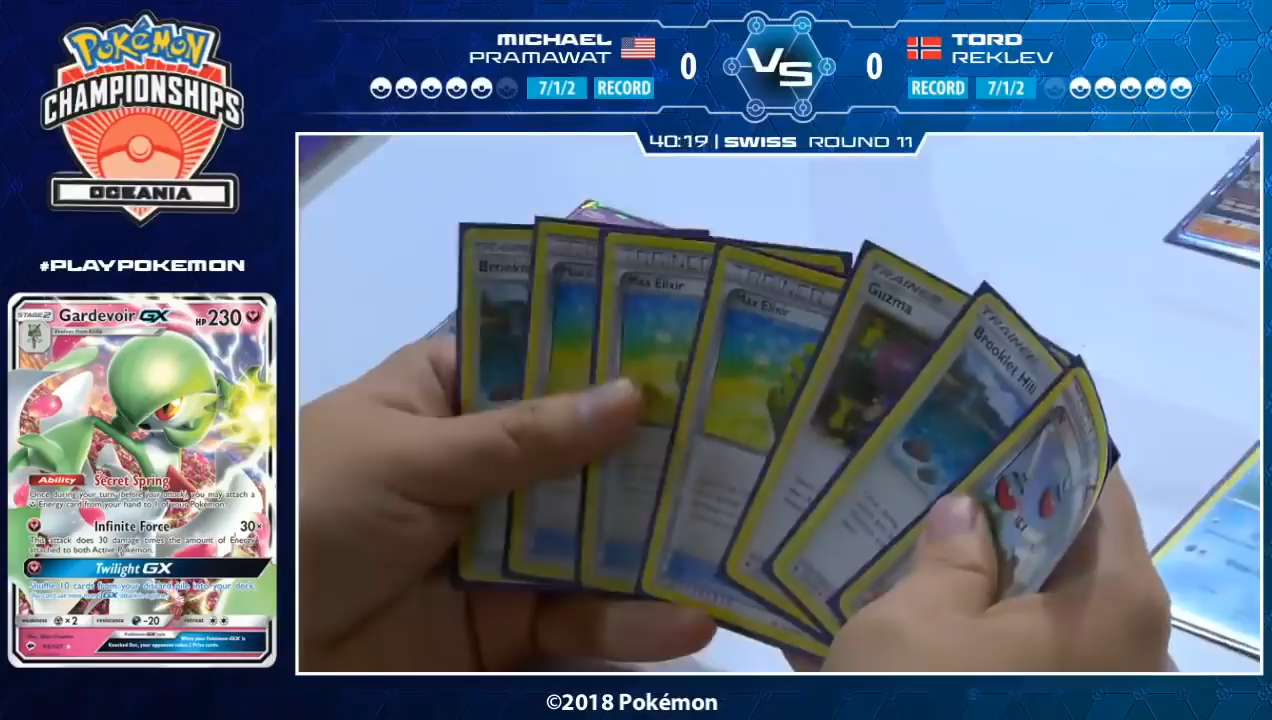 Pokémon
CHAMPIONSHIPS
OCEANIA
#PLAYPOKEMON
MICHAEL
PRAMAWAT
0
7/1/2
RECORD
VS
0
TORD
REKLEV
RECORD
7/1/2
40:19 | SWISS ROUND 11
STAGE 2
Gardevoir GX
HP 230
Evolves from Kirlia
Ability
Secret Spring
Once during your turn (before your attack), you may attach a
Energy card from your hand to 1 of your Pokémon.
Infinite Force
30×
This attack does 30 damage times the amount of Energy
attached to both Active Pokémon.
Twilight GX
Shuffle 10 cards from your discard pile into your deck.
weakness
×2
resistance
-20
retreat
Max Elixir
TRAINER
Max Elixir
TRAINER
Guzma
TRAINER
Brooklet Hill
©2018 Pokémon